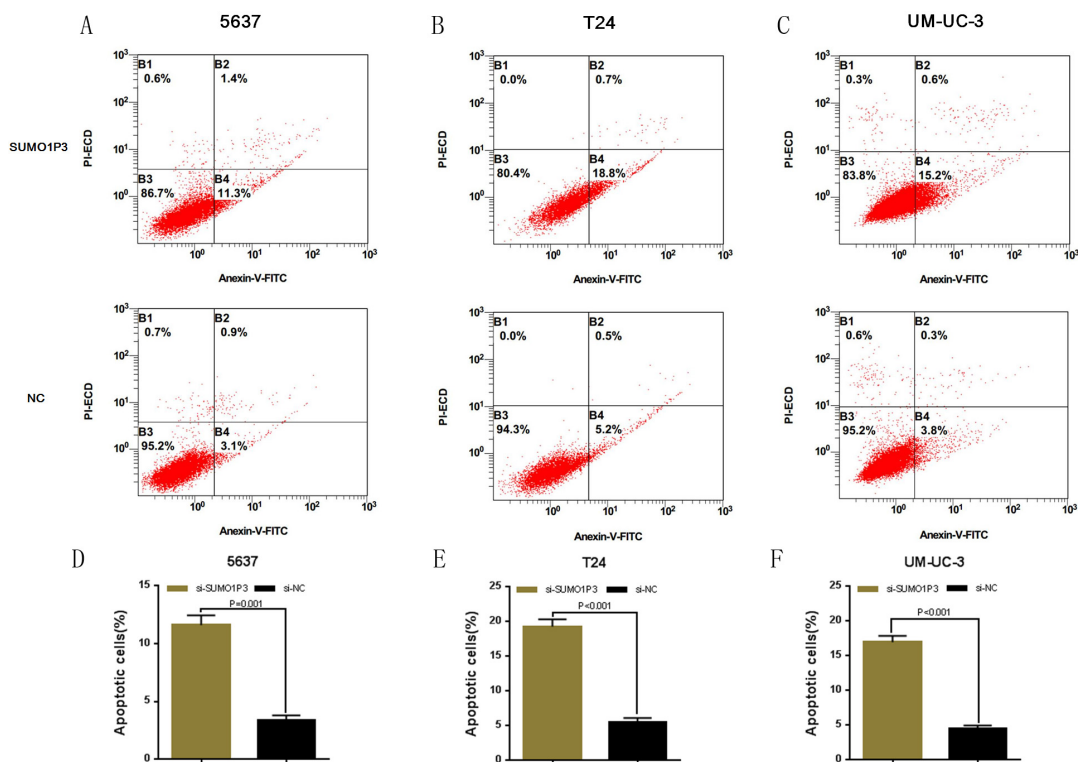 A 5637 B T24 C UM-UC-3
SUMO1P3
10³
10²
10¹
10⁰
PI-ECD
B1
0.6%
B2
1.4%
B3
86.7%
B4
11.3%
10⁰ 10¹ 10² 10³
Anexin-V-FITC
10³
10²
10¹
10⁰
PI-ECD
B1
0.0%
B2
0.7%
B3
80.4%
B4
18.8%
10⁰ 10¹ 10² 10³
Anexin-V-FITC
10³
10²
10¹
10⁰
PI-ECD
B1
0.3%
B2
0.6%
B3
83.8%
B4
15.2%
10⁰ 10¹ 10² 10³
Anexin-V-FITC
NC
10³
10²
10¹
10⁰
PI-ECD
B1
0.7%
B2
0.9%
B3
95.2%
B4
3.1%
10⁰ 10¹ 10² 10³
Anexin-V-FITC
10³
10²
10¹
10⁰
PI-ECD
B1
0.0%
B2
0.5%
B3
94.3%
B4
5.2%
10⁰ 10¹ 10² 10³
Anexin-V-FITC
10³
10²
10¹
10⁰
PI-ECD
B1
0.6%
B2
0.3%
B3
95.2%
B4
3.8%
10⁰ 10¹ 10² 10³
Anexin-V-FITC
D 5637
si-SUMO1P3 si-NC
P=0.001
Apoptotic cells(%)
15
10
5
0
E T24
si-SUMO1P3 si-NC
P<0.001
Apoptotic cells(%)
25
20
15
10
5
0
F UM-UC-3
si-SUMO1P3 si-NC
P<0.001
Apoptotic cells(%)
25
20
15
10
5
0